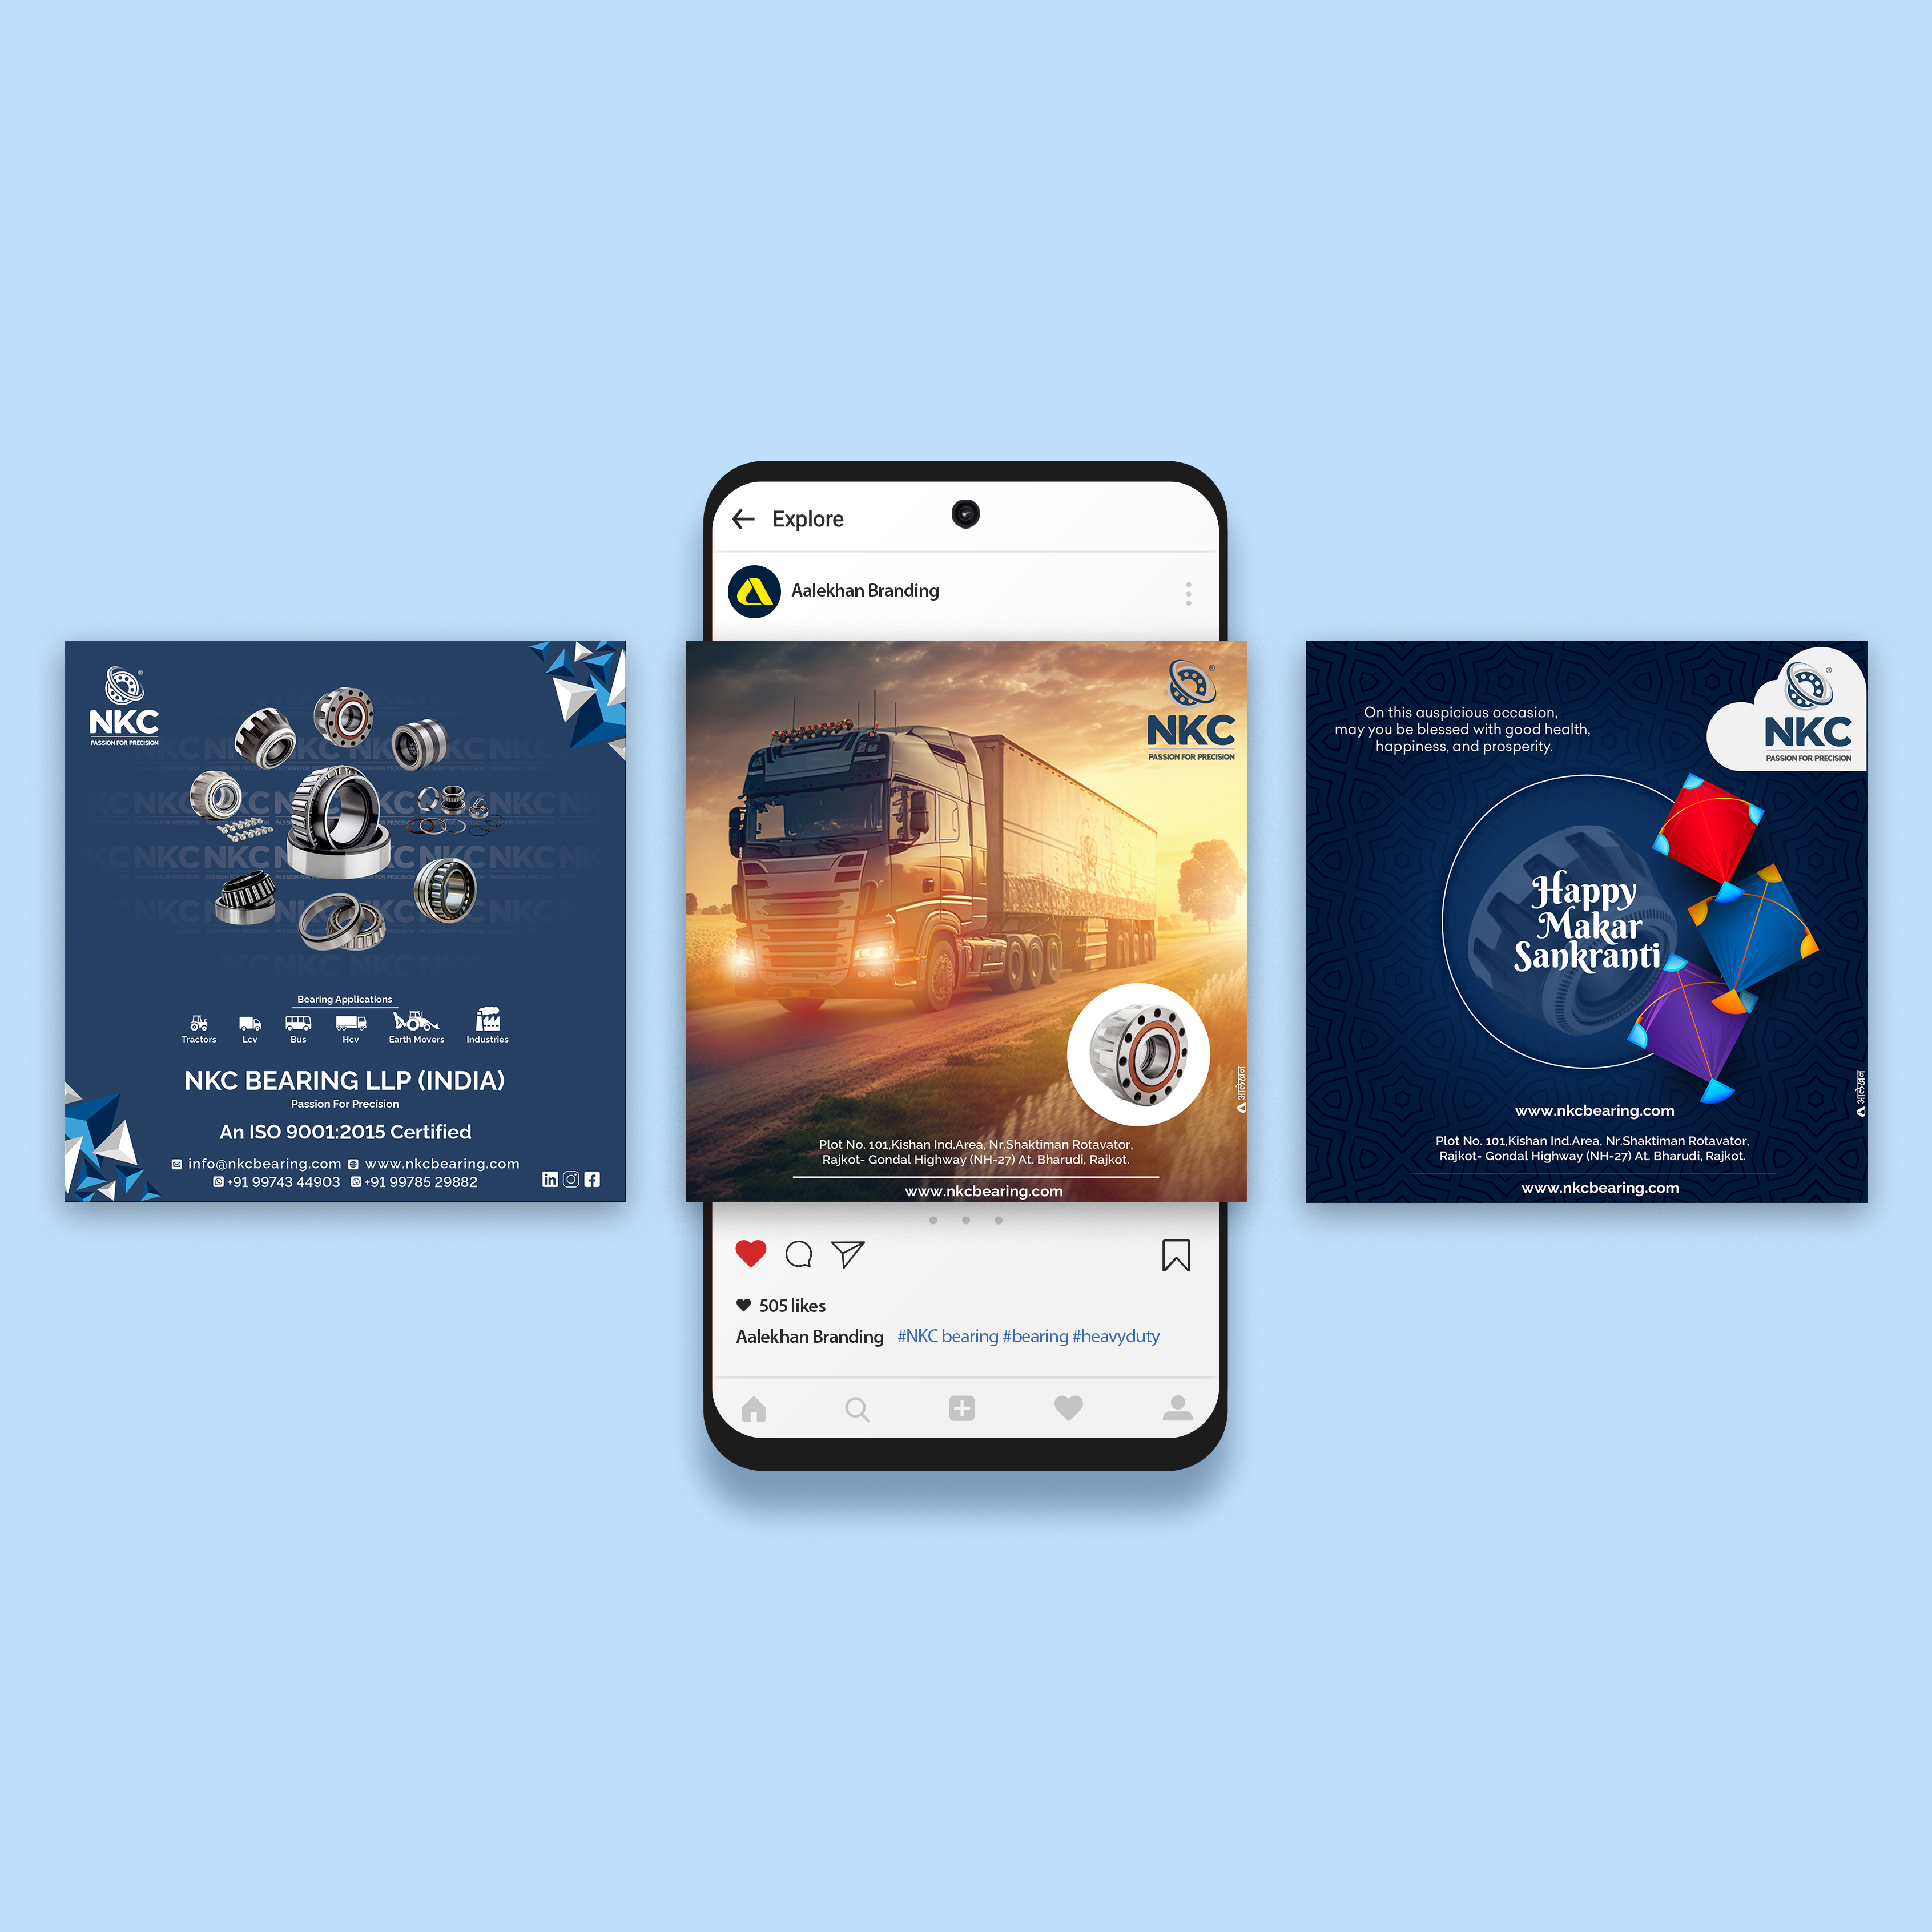 Explore
Aalekhan Branding
®
NKC
PASSION FOR PRECISION
Bearing Applications
Tractors
Lcv
Bus
Hcv
Earth Movers
Industries
NKC BEARING LLP (INDIA)
Passion For Precision
An ISO 9001:2015 Certified
info@nkcbearing.com www.nkcbearing.com
+91 99743 44903 +91 99785 29882
®
NKC
PASSION FOR PRECISION
आलेखन
Plot No. 101,Kishan Ind.Area, Nr.Shaktiman Rotavator,
Rajkot- Gondal Highway (NH-27) At. Bharudi, Rajkot.
www.nkcbearing.com
On this auspicious occasion,
may you be blessed with good health,
happiness, and prosperity.
®
NKC
PASSION FOR PRECISION
Happy
Makar
Sankranti
आलेखन
www.nkcbearing.com
Plot No. 101,Kishan Ind.Area, Nr.Shaktiman Rotavator,
Rajkot- Gondal Highway (NH-27) At. Bharudi, Rajkot.
www.nkcbearing.com
505 likes
Aalekhan Branding #NKC bearing #bearing #heavyduty